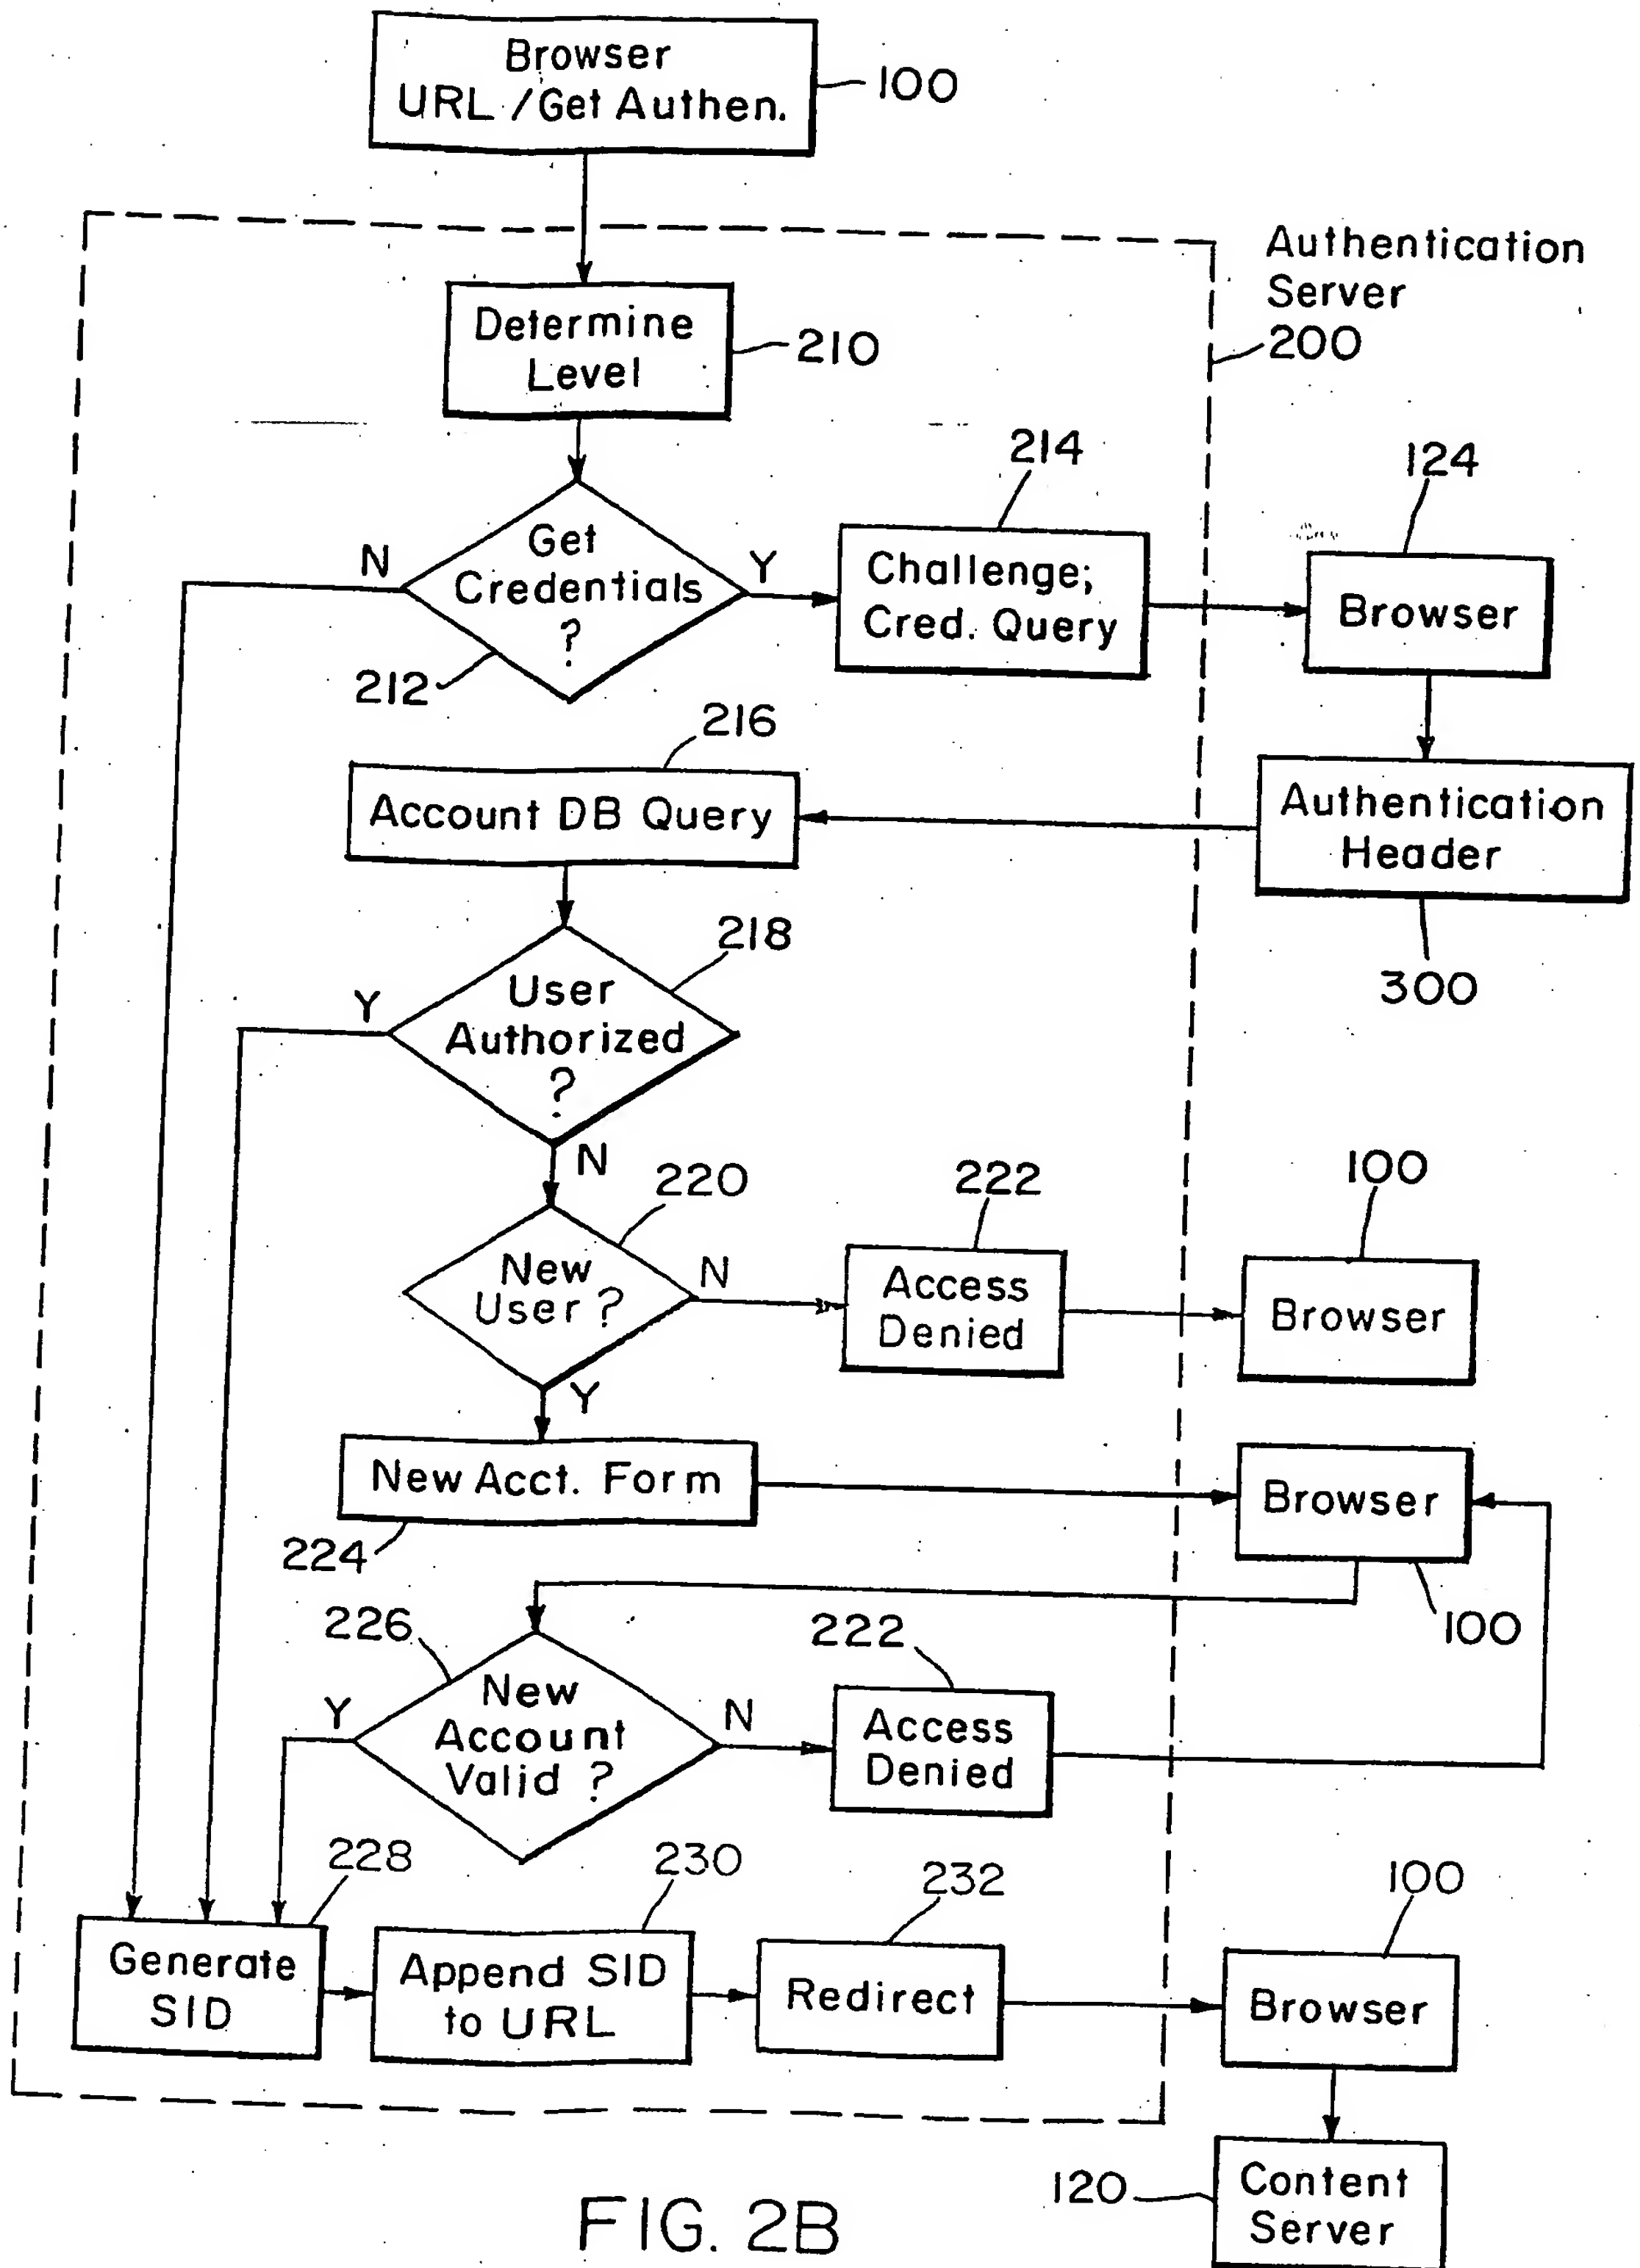 Browser
URL /Get Authen.
100
Authentication
Server
200
Determine
Level
210
214
124
N
Get
Credentials
?
Y
Challenge;
Cred. Query
Browser
212
216
Account DB Query
Authentication
Header
218
300
Y
User
Authorized
?
N
220
222
100
New
User ?
N
Access
Denied
Browser
Y
New Acct. Form
Browser
224
100
226
222
Y
New
Account
Valid ?
N
Access
Denied
228
230
232
100
Generate
SID
Append SID
to URL
Redirect
Browser
120
Content
Server
FIG. 2B